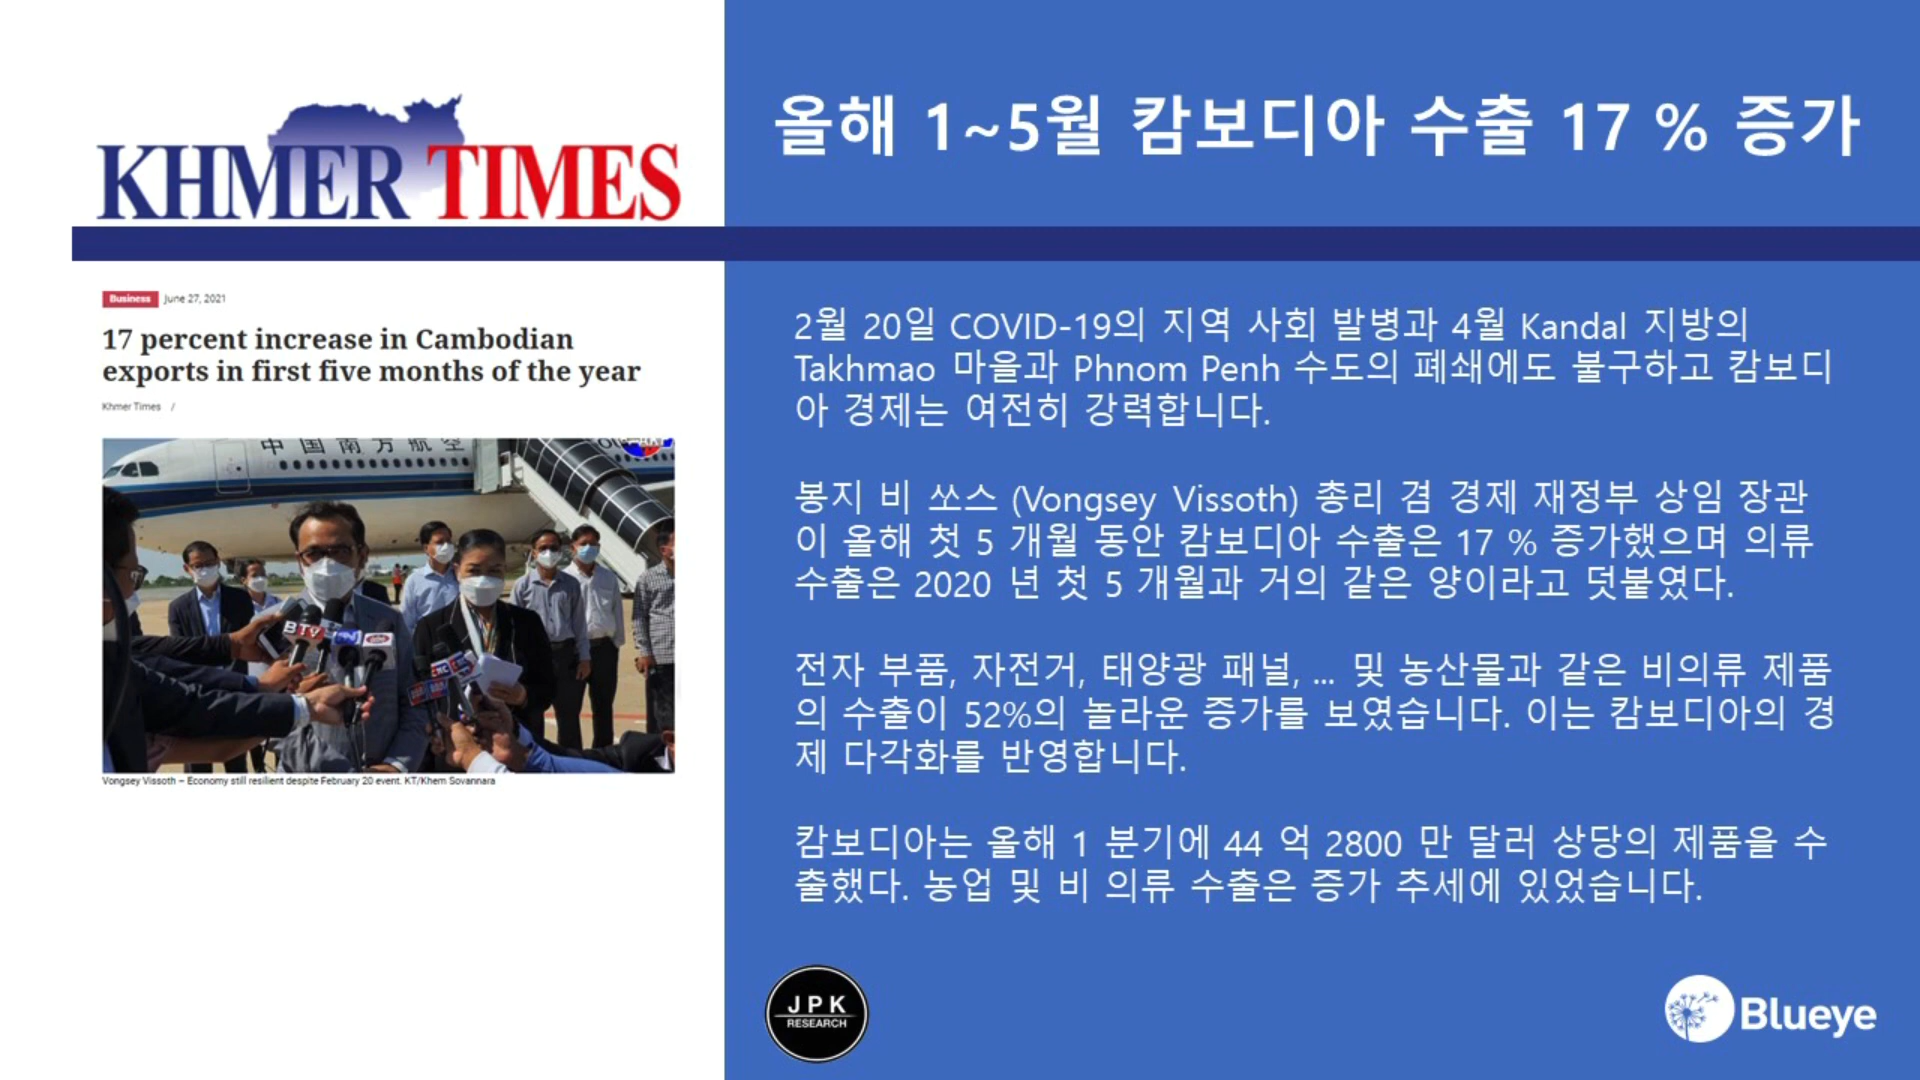 KHMER TIMES
올해 1~5월 캄보디아 수출 17 % 증가
Business June 27, 2021
17 percent increase in Cambodian
exports in first five months of the year
Khmer Times /
中国南方航空
BTV
Vongsey Vissoth – Economy still resilient despite February 20 event. KT/Khem Sovannara
2월 20일 COVID-19의 지역 사회 발병과 4월 Kandal 지방의
Takhmao 마을과 Phnom Penh 수도의 폐쇄에도 불구하고 캄보디
아 경제는 여전히 강력합니다.
봉지 비 쏘스 (Vongsey Vissoth) 총리 겸 경제 재정부 상임 장관
이 올해 첫 5 개월 동안 캄보디아 수출은 17 % 증가했으며 의류
수출은 2020 년 첫 5 개월과 거의 같은 양이라고 덧붙였다.
전자 부품, 자전거, 태양광 패널, ... 및 농산물과 같은 비의류 제품
의 수출이 52%의 놀라운 증가를 보였습니다. 이는 캄보디아의 경
제 다각화를 반영합니다.
캄보디아는 올해 1 분기에 44 억 2800 만 달러 상당의 제품을 수
출했다. 농업 및 비 의류 수출은 증가 추세에 있었습니다.
JPK
RESEARCH
Blueye